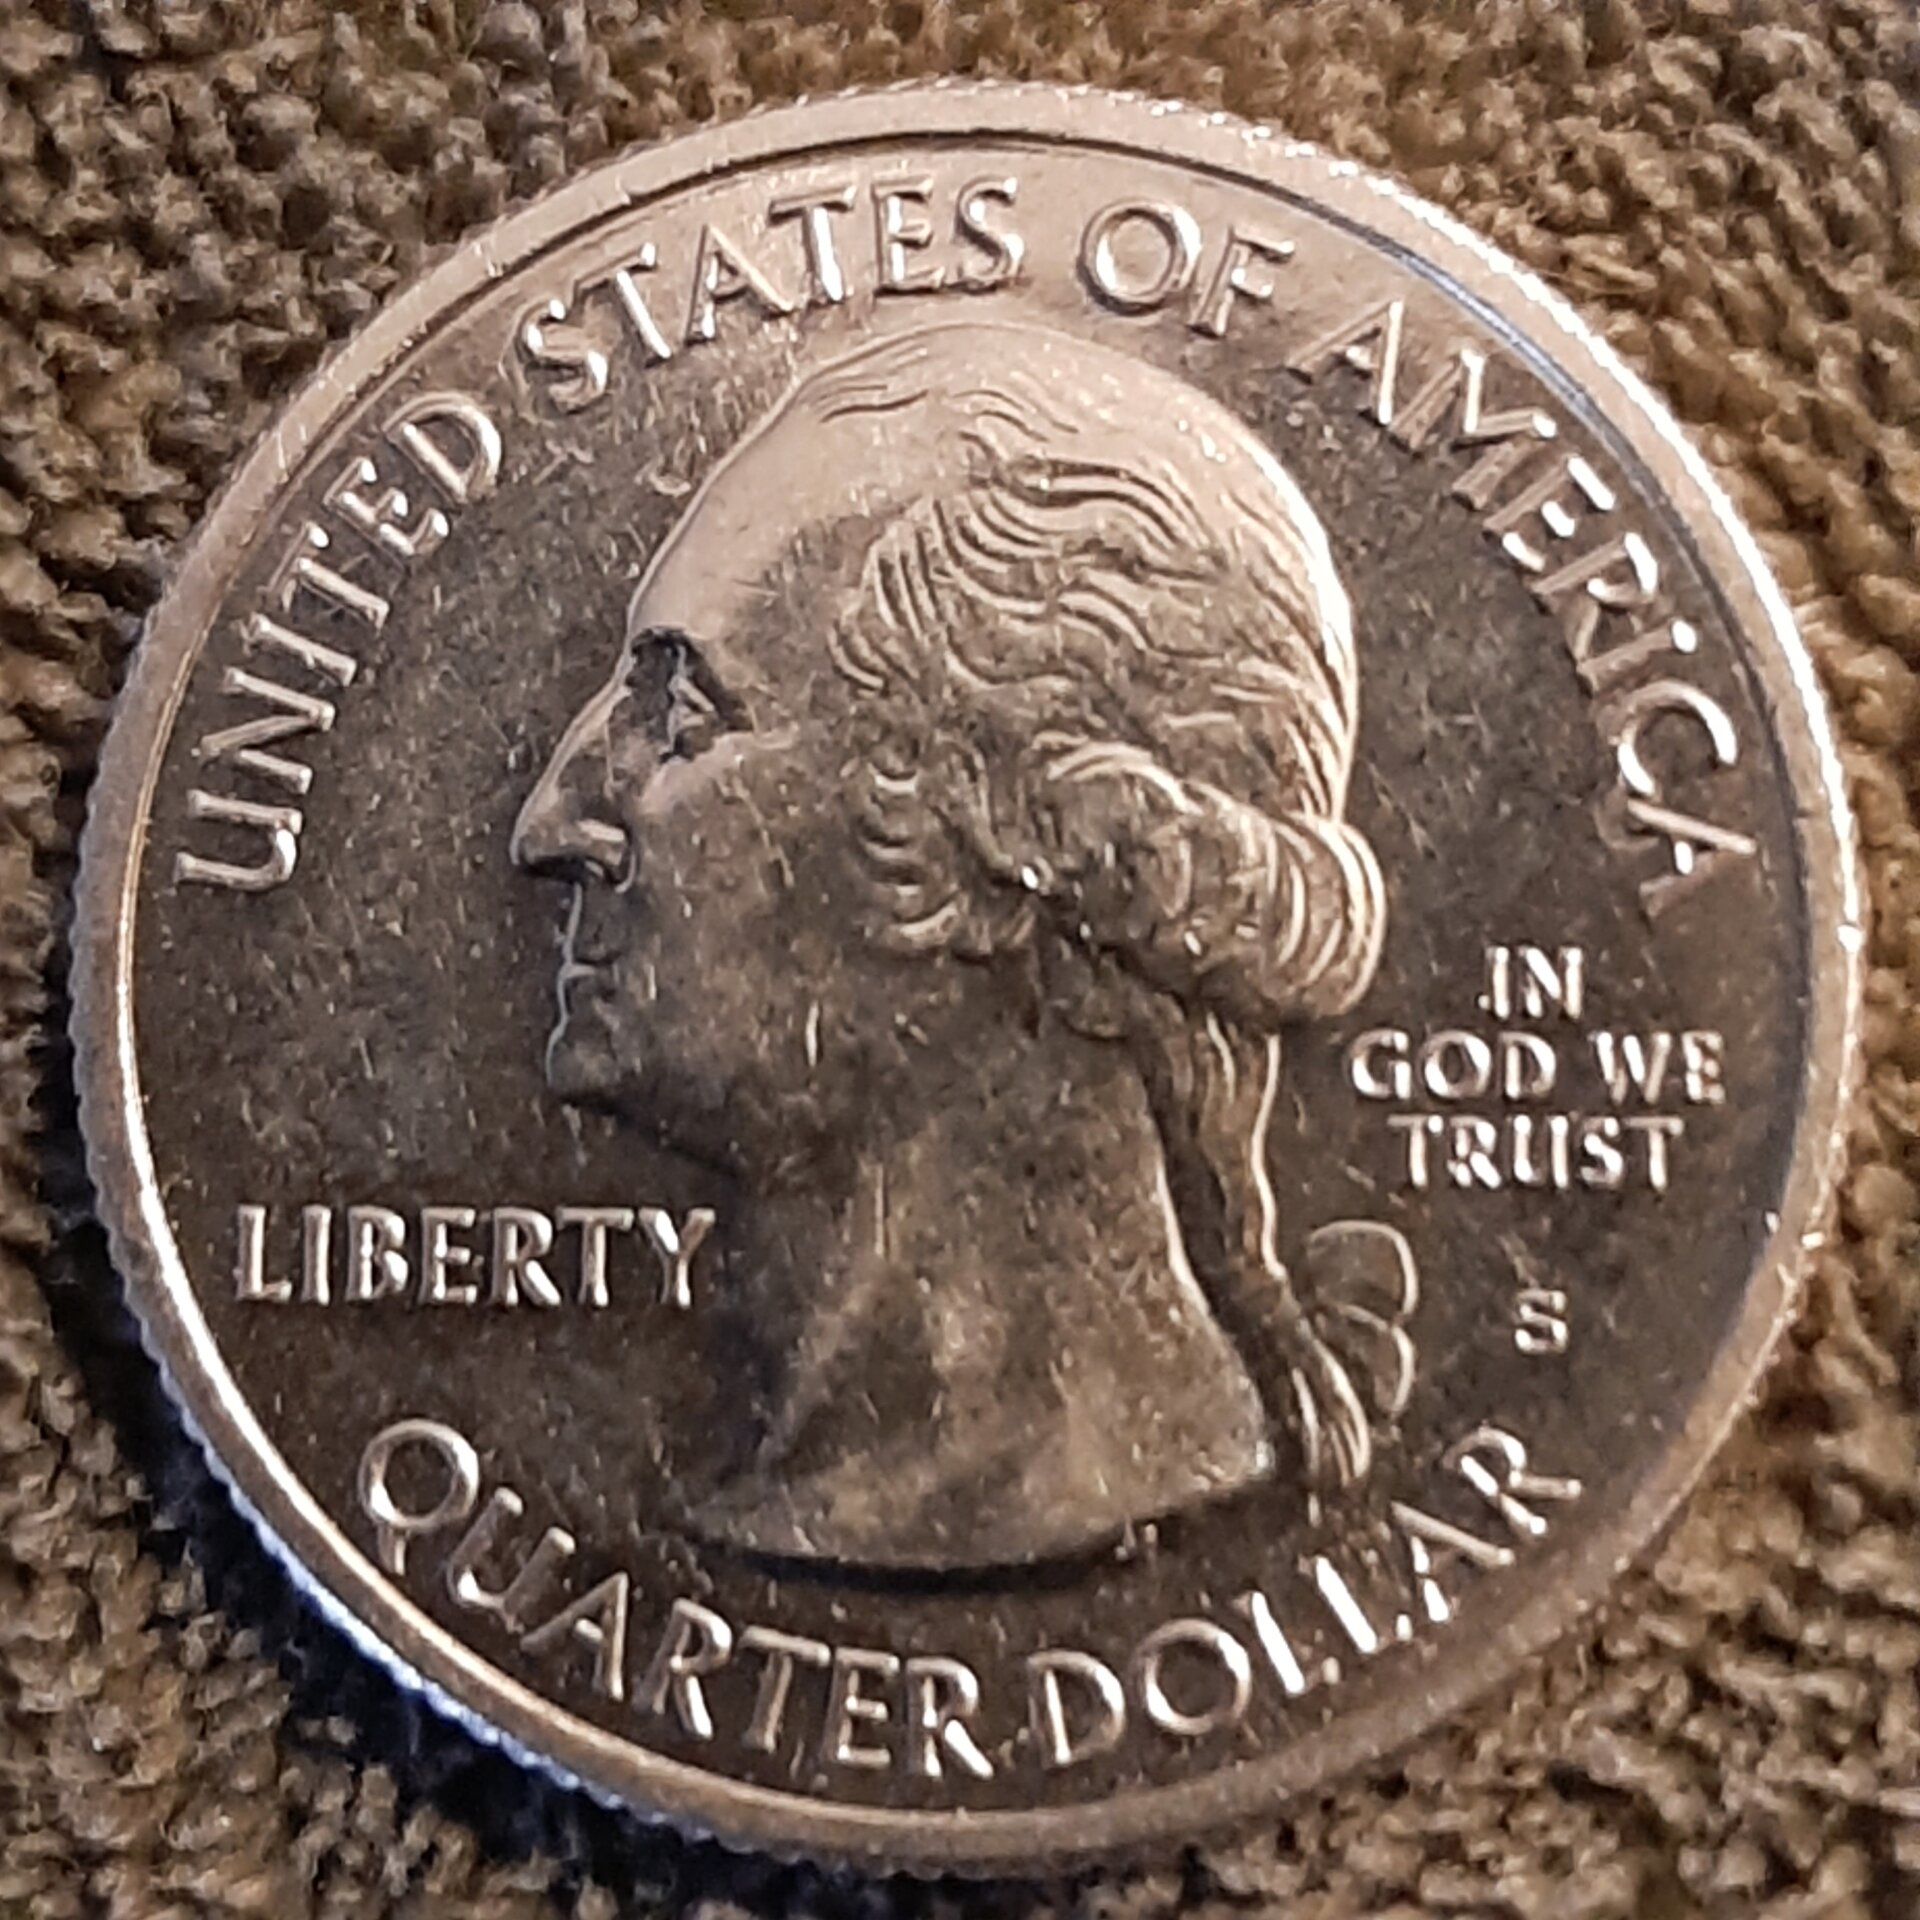 UNITED STATES OF AMERICA
IN
GOD WE
TRUST
LIBERTY
S
QUARTER DOLLAR